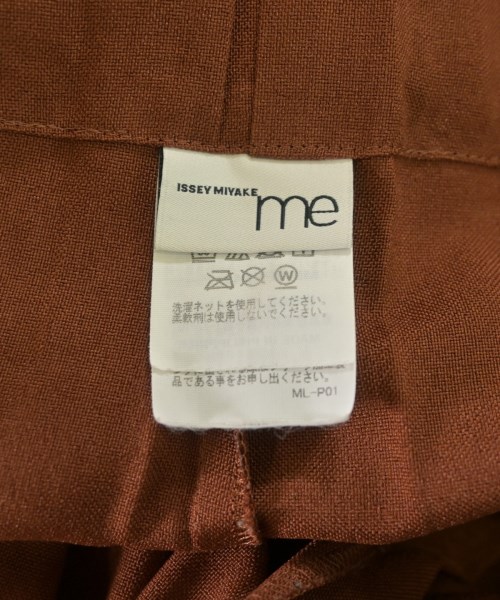 ISSEY MIYAKE
me
W
洗濯ネットを使用してください。
柔軟剤は使用しないでください。
品である事をお申し出ください。
ML-P01